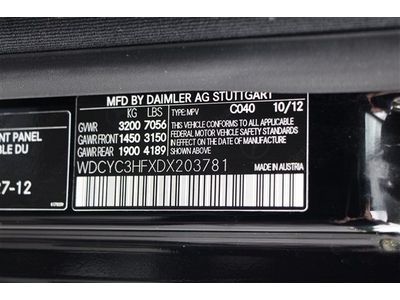 MFD BY DAIMLER AG STUTTGART
KG LBS TYPE:MPV C040 10/12
GVWR 3200 7056 THIS VEHICLE CONFORMS TO ALL APPLICABLE
GAWR FRONT 1450 3150 FEDERAL MOTOR VEHICLE SAFETY
GAWR REAR 1900 4189 STANDARDS IN EFFECT ON THE DATE OF
MANUFACTURE SHOWN ABOVE.
WDCYC3HFXDX203781 MADE IN AUSTRIA
NT PANEL
BLE DU
7-12